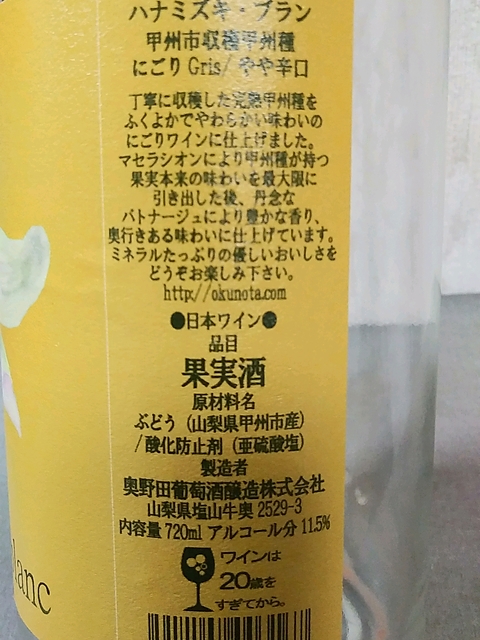 ハナミズキ・ブラン
甲州市収穫甲州種
にごり Gris/ やや辛口
丁寧に収穫した完熟甲州種を
ふくよかでやわらかい味わいの
にごりワインに仕上げました。
マセラシオンにより甲州種が持つ
果実本来の味わいを最大限に
引き出した後、丹念な
バトナージュにより豊かな香り、
奥行きある味わいに仕上げています。
ミネラルたっぷりの優しいおいしさを
どうぞお楽しみ下さい。
http://okunota.com
●日本ワイン●
品目
果実酒
原材料名
ぶどう（山梨県甲州市産）
/酸化防止剤（亜硫酸塩）
製造者
奥野田葡萄酒醸造株式会社
山梨県塩山牛奥 2529-3
内容量 720ml アルコール分 11.5%
ワインは
20歳を
すぎてから。
lanc